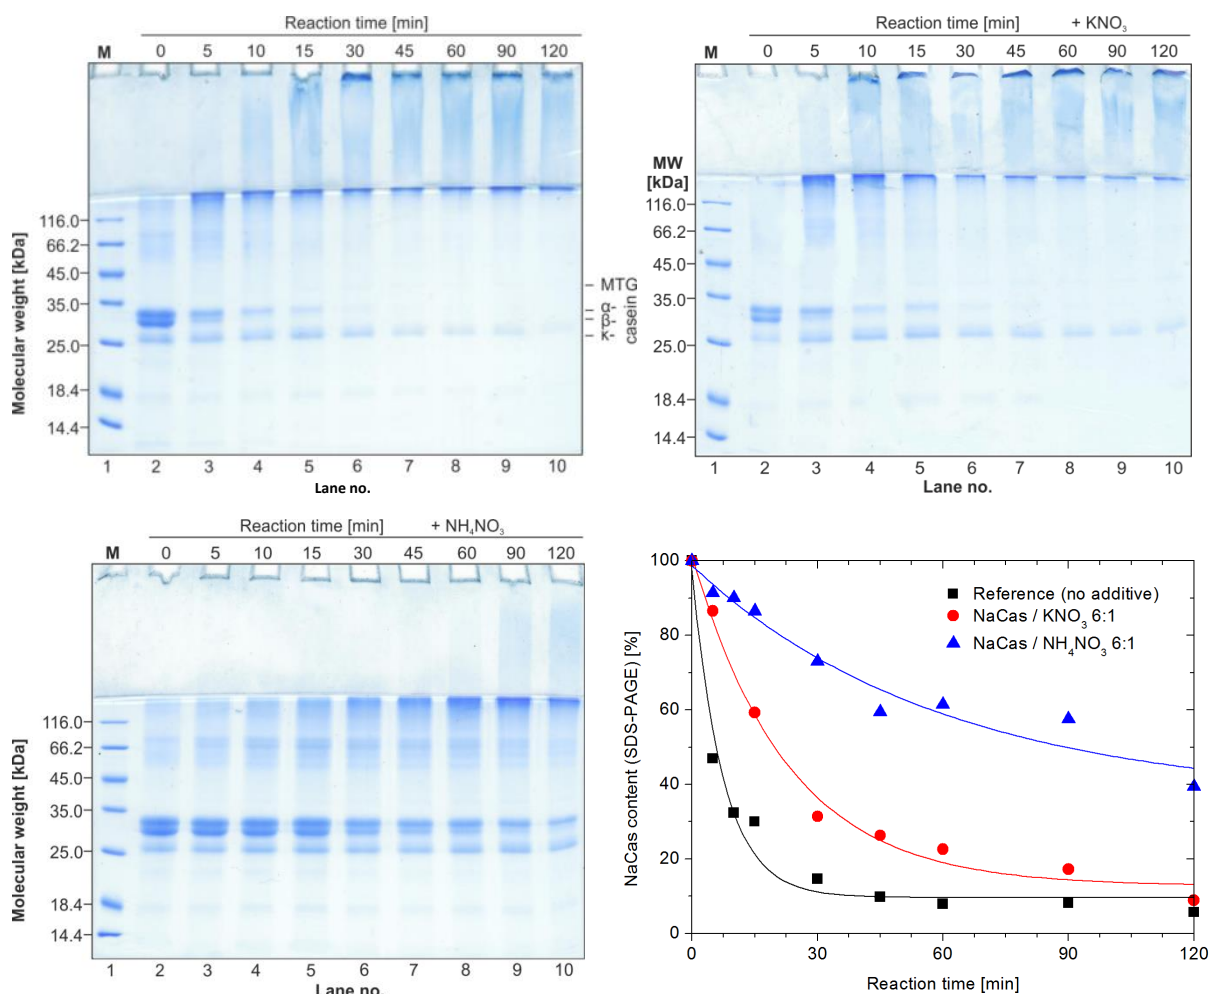 Reaction time [min]
M 0 5 10 15 30 45 60 90 120
Molecular weight [kDa]
116.0
66.2
45.0
35.0
25.0
18.4
14.4
MTG
α-
β-
κ-
casein
1 2 3 4 5 6 7 8 9 10
Lane no.
Reaction time [min] + KNO₃
M 0 5 10 15 30 45 60 90 120
MW
[kDa]
116.0
66.2
45.0
35.0
25.0
18.4
14.4
1 2 3 4 5 6 7 8 9 10
Lane no.
Reaction time [min] + NH₄NO₃
M 0 5 10 15 30 45 60 90 120
Molecular weight [kDa]
116.0
66.2
45.0
35.0
25.0
18.4
14.4
1 2 3 4 5 6 7 8 9 10
Lane no.
NaCas content (SDS-PAGE) [%]
100
80
60
40
20
0
Reference (no additive)
NaCas / KNO₃ 6:1
NaCas / NH₄NO₃ 6:1
0 30 60 90 120
Reaction time [min]